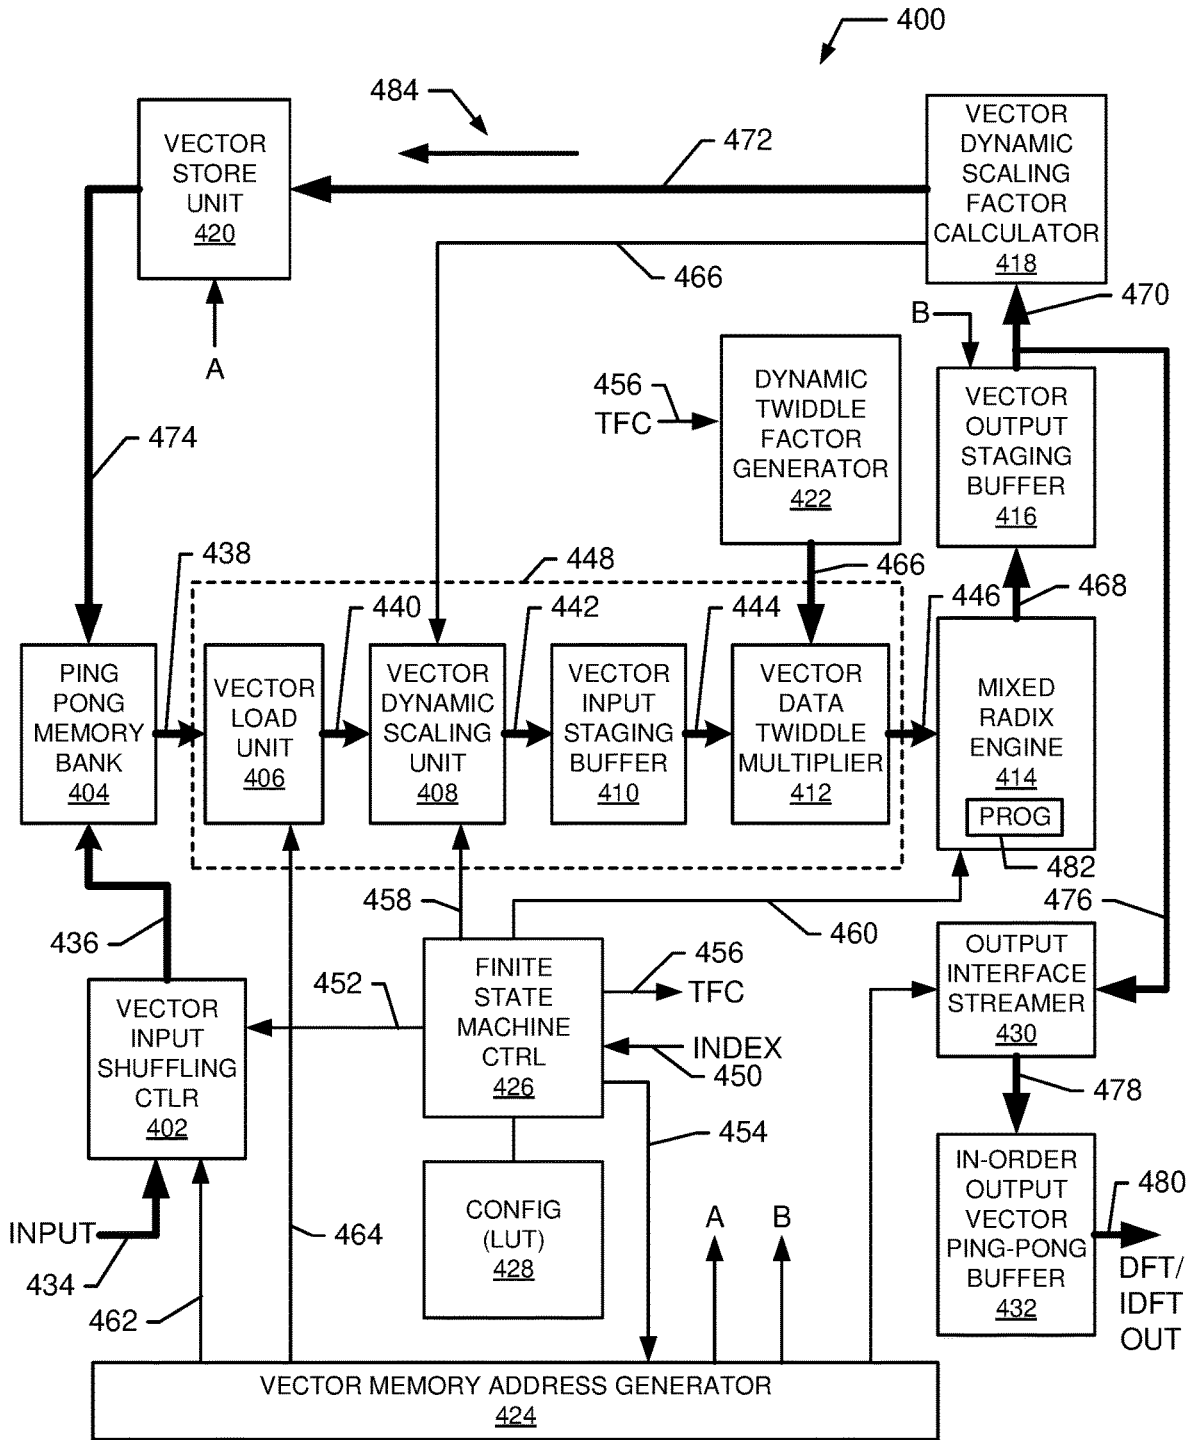 400
484
VECTOR
STORE
UNIT
420
472
VECTOR
DYNAMIC
SCALING
FACTOR
CALCULATOR
418
466
470
A
B
456
TFC
DYNAMIC
TWIDDLE
FACTOR
GENERATOR
422
VECTOR
OUTPUT
STAGING
BUFFER
416
474
438
448
466
446
468
440
442
444
PING
PONG
MEMORY
BANK
404
VECTOR
LOAD
UNIT
406
VECTOR
DYNAMIC
SCALING
UNIT
408
VECTOR
INPUT
STAGING
BUFFER
410
VECTOR
DATA
TWIDDLE
MULTIPLIER
412
MIXED
RADIX
ENGINE
414
PROG
482
458
460
476
436
452
FINITE
STATE
MACHINE
CTRL
426
456
TFC
INDEX
450
454
OUTPUT
INTERFACE
STREAMER
430
478
VECTOR
INPUT
SHUFFLING
CTLR
402
CONFIG
(LUT)
428
IN-ORDER
OUTPUT
VECTOR
PING-PONG
BUFFER
432
480
DFT/
IDFT
OUT
INPUT
434
462
464
A
B
VECTOR MEMORY ADDRESS GENERATOR
424